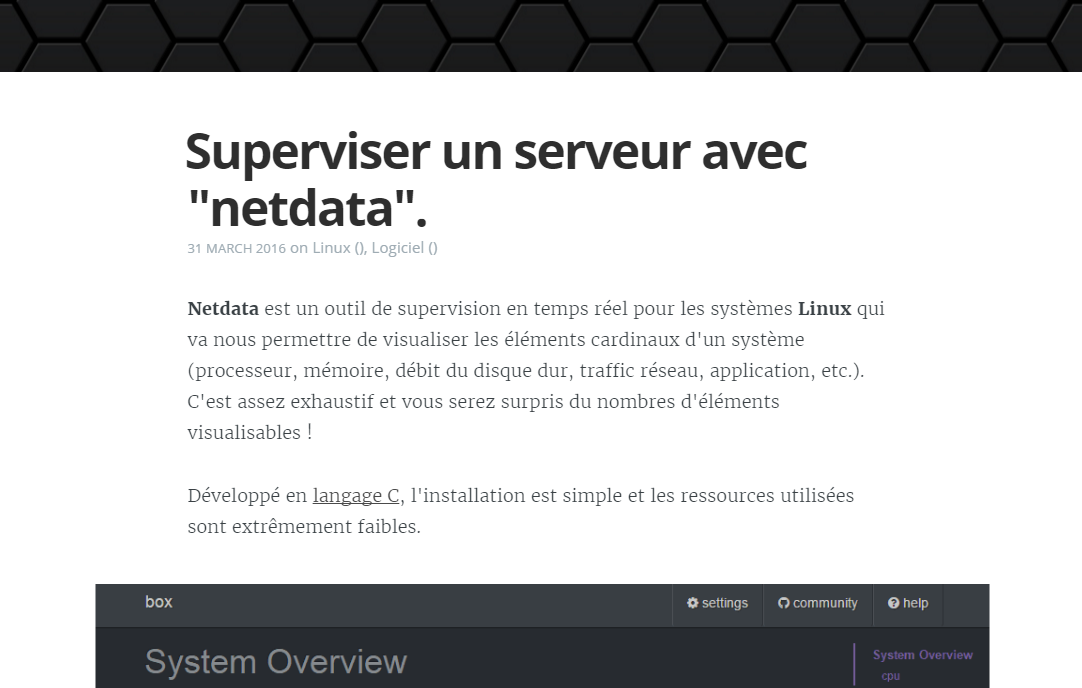 Superviser un serveur avec
"netdata".
31 MARCH 2016 on Linux (), Logiciel ()
Netdata est un outil de supervision en temps réel pour les systèmes Linux qui
va nous permettre de visualiser les éléments cardinaux d'un système
(processeur, mémoire, débit du disque dur, traffic réseau, application, etc.).
C'est assez exhaustif et vous serez surpris du nombres d'éléments
visualisables !
Développé en langage C, l'installation est simple et les ressources utilisées
sont extrêmement faibles.
box settings community help
System Overview System Overview
cpu